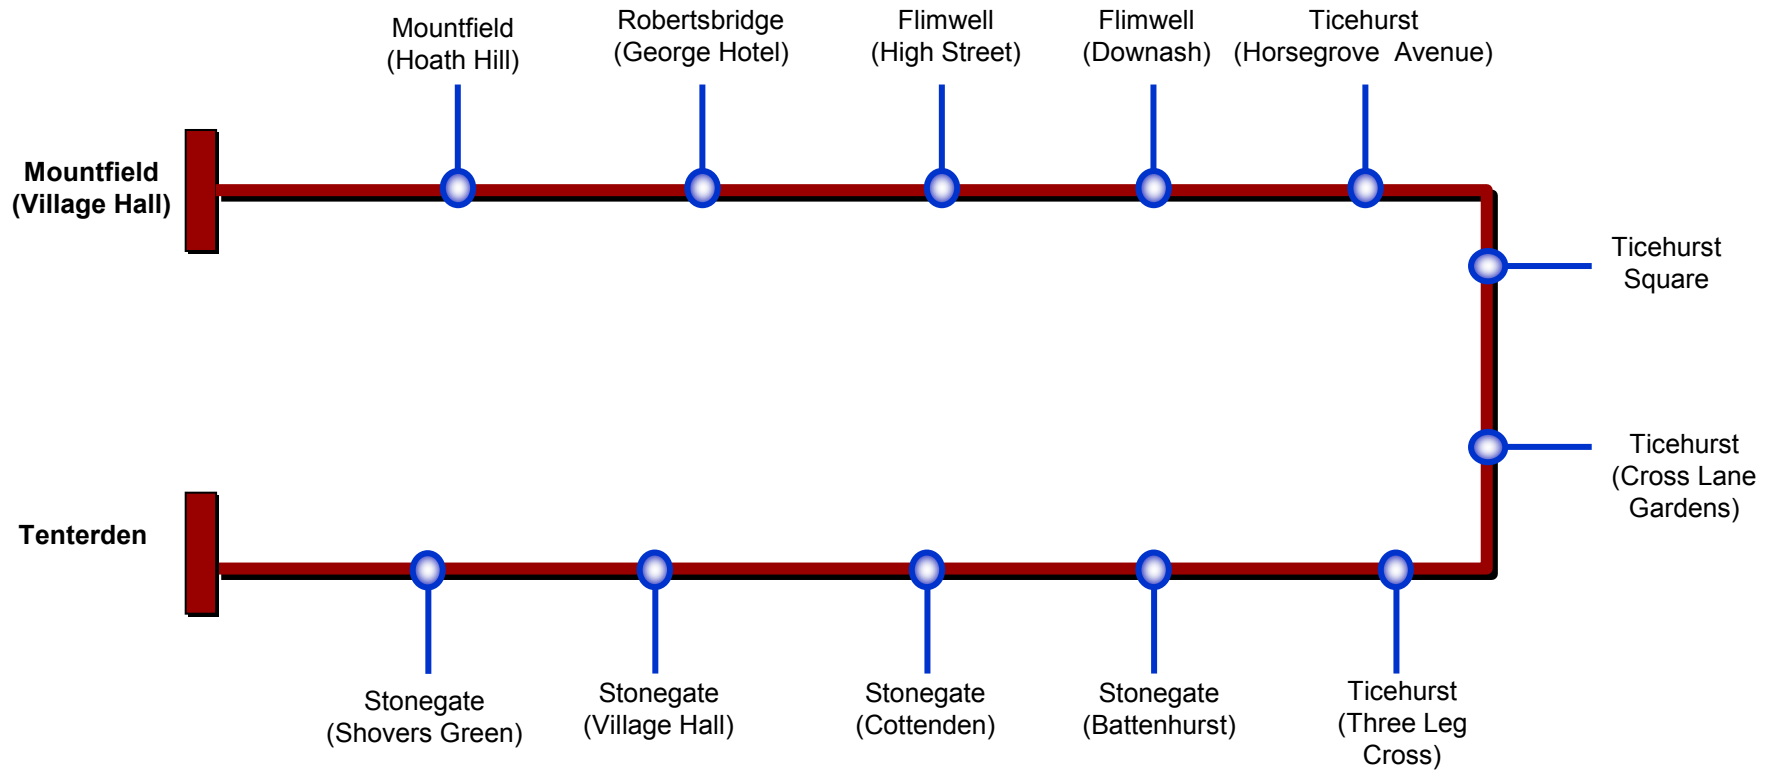 Mountfield
(Hoath Hill)
Robertsbridge
(George Hotel)
Flimwell
(High Street)
Flimwell
(Downash)
Ticehurst
(Horsegrove Avenue)
Mountfield
(Village Hall)
Ticehurst
Square
Ticehurst
(Cross Lane
Gardens)
Tenterden
Stonegate
(Shovers Green)
Stonegate
(Village Hall)
Stonegate
(Cottenden)
Stonegate
(Battenhurst)
Ticehurst
(Three Leg
Cross)